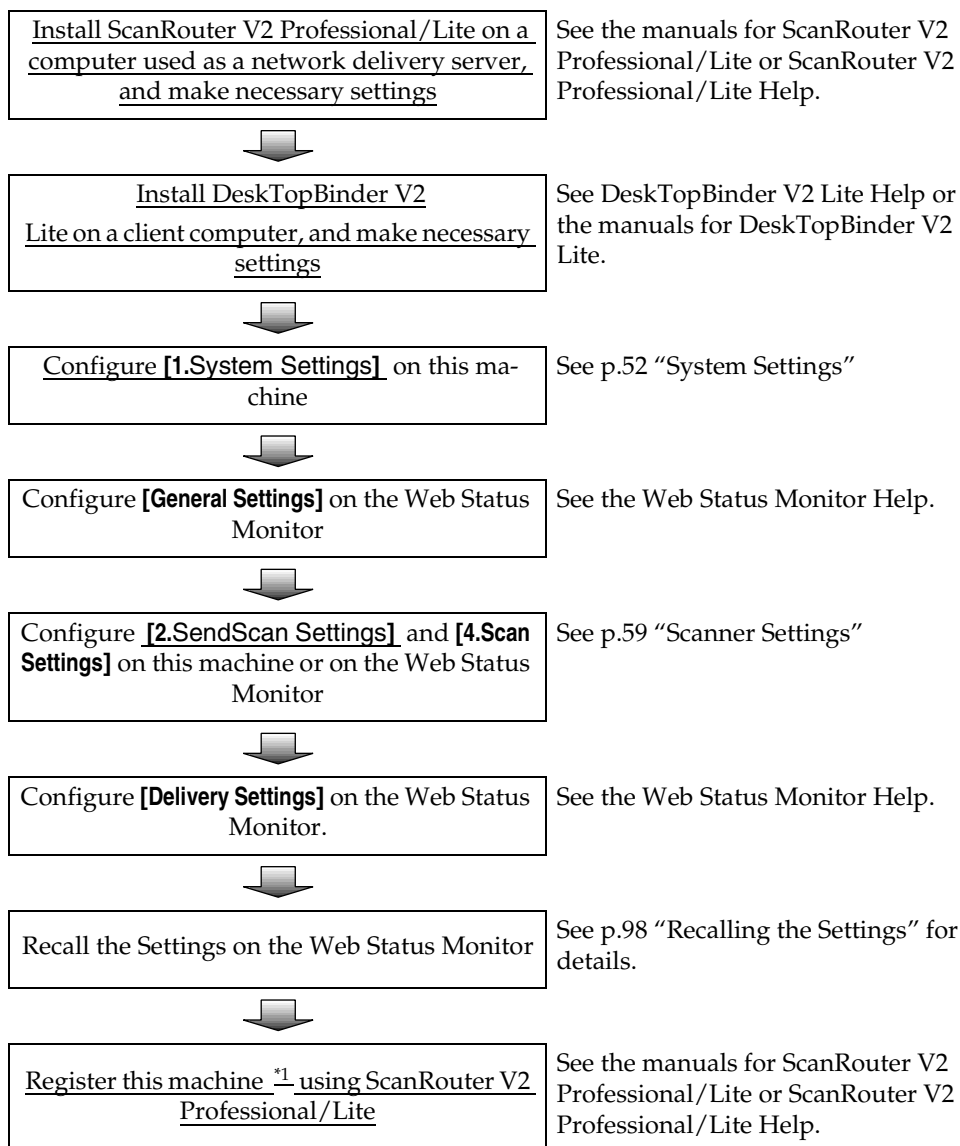 Install ScanRouter V2 Professional/Lite on a
computer used as a network delivery server,
and make necessary settings
See the manuals for ScanRouter V2
Professional/Lite or ScanRouter V2
Professional/Lite Help.
Install DeskTopBinder V2
Lite on a client computer, and make necessary
settings
See DeskTopBinder V2 Lite Help or
the manuals for DeskTopBinder V2
Lite.
Configure [1.System Settings] on this ma-
chine
See p.52 “System Settings”
Configure [General Settings] on the Web Status
Monitor
See the Web Status Monitor Help.
Configure [2.SendScan Settings] and [4.Scan
Settings] on this machine or on the Web Status
Monitor
See p.59 “Scanner Settings”
Configure [Delivery Settings] on the Web Status
Monitor.
See the Web Status Monitor Help.
Recall the Settings on the Web Status Monitor
See p.98 “Recalling the Settings” for
details.
Register this machine *1 using ScanRouter V2
Professional/Lite
See the manuals for ScanRouter V2
Professional/Lite or ScanRouter V2
Professional/Lite Help.